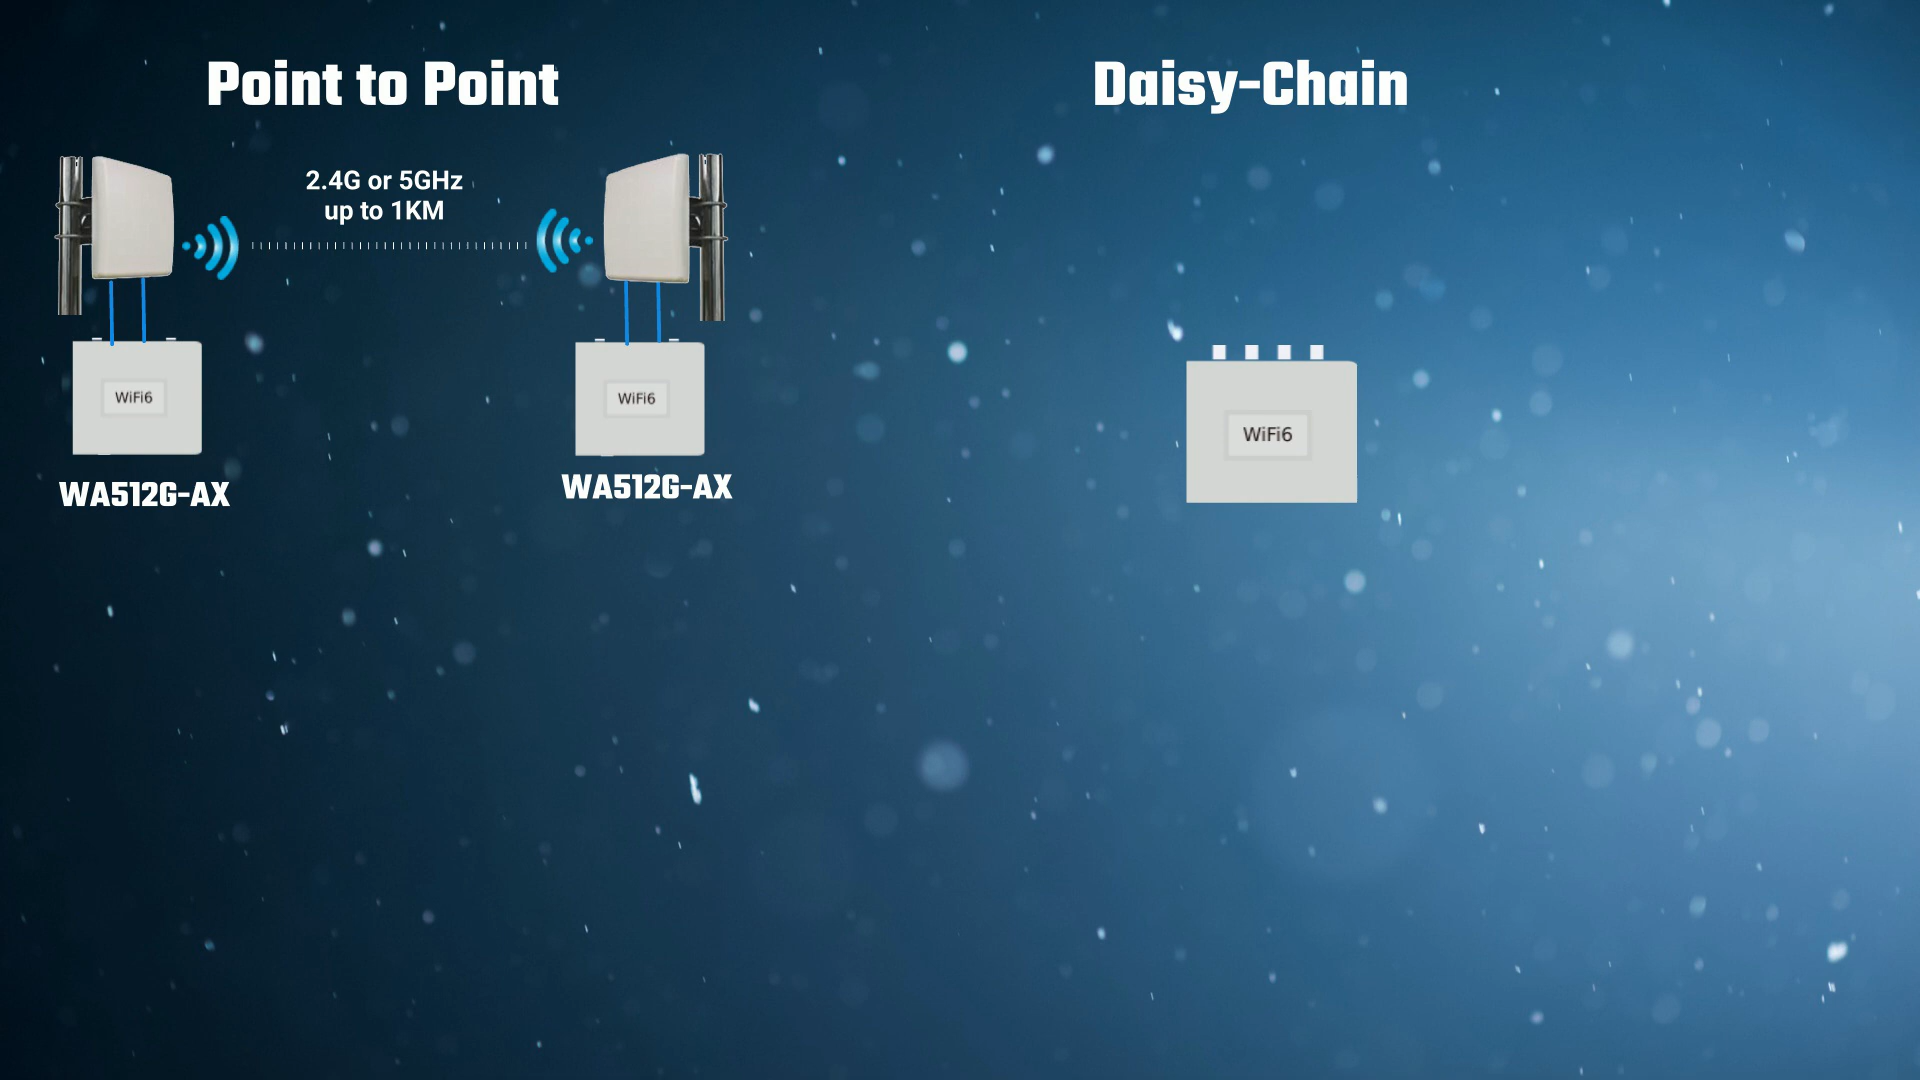 Point to Point
Daisy-Chain
2.4G or 5GHz
up to 1KM
WiFi6
WiFi6
WiFi6
WA512G-AX
WA512G-AX